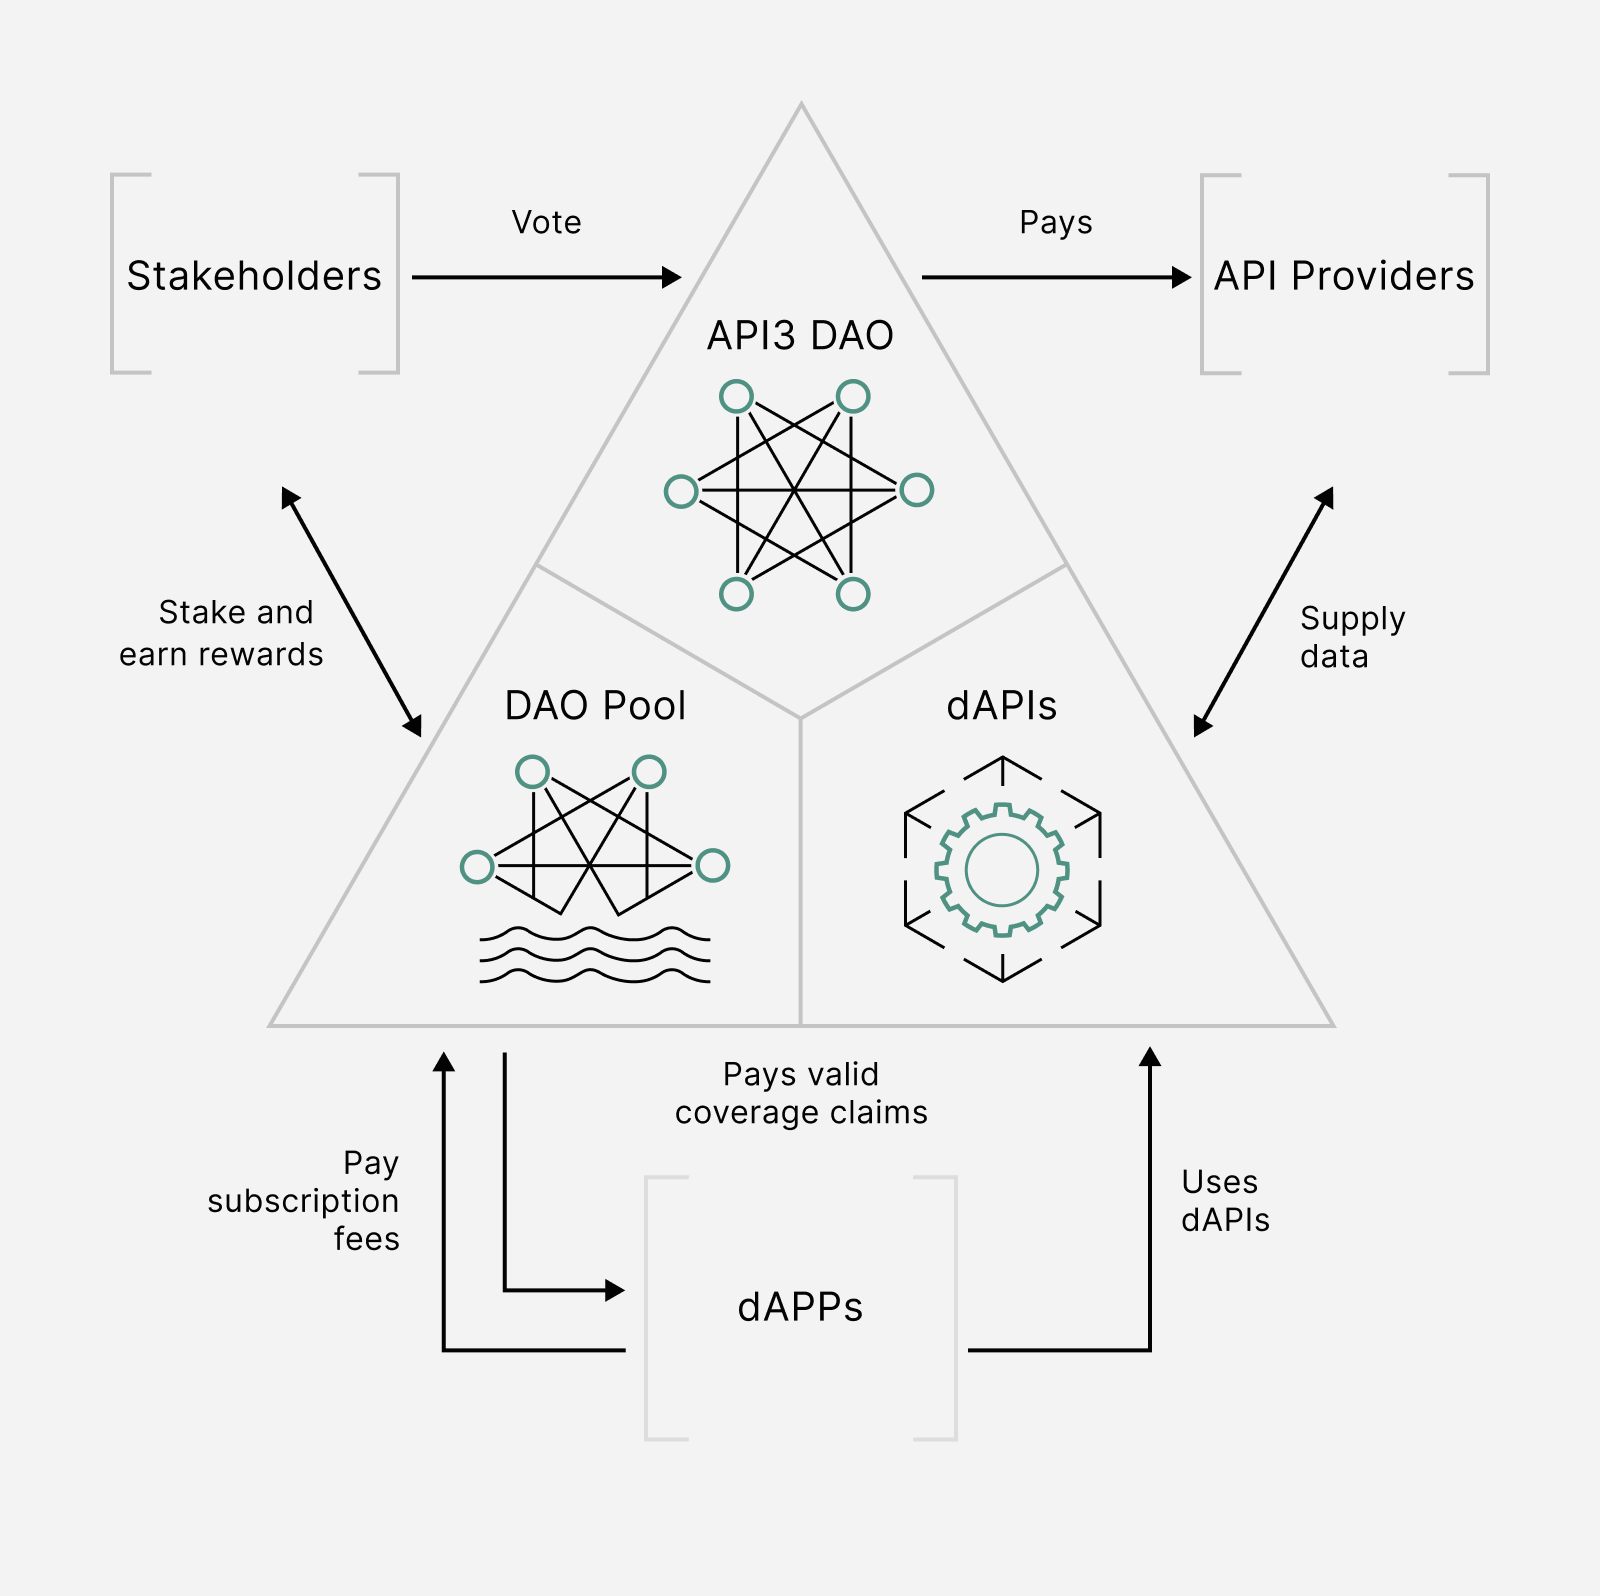 Vote
Pays
Stakeholders
API Providers
API3 DAO
Stake and
earn rewards
Supply
data
DAO Pool
dAPIs
Pays valid
coverage claims
Pay
subscription
fees
Uses
dAPIs
dAPPs